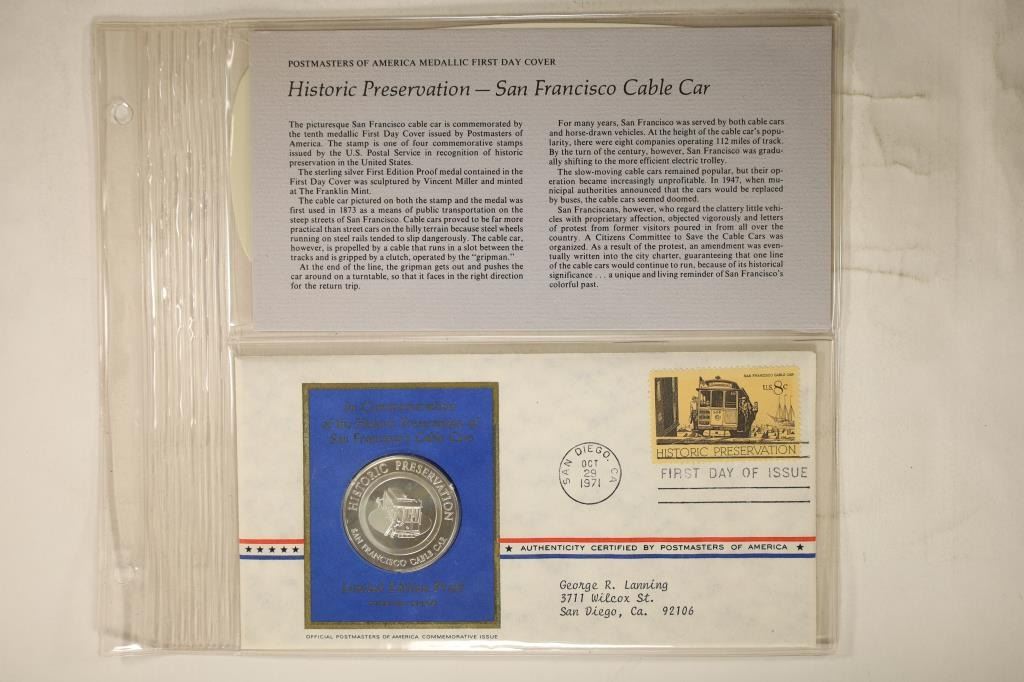 POSTMASTERS OF AMERICA MEDALLIC FIRST DAY COVER
Historic Preservation — San Francisco Cable Car
The picturesque San Francisco cable car is commemorated by
the tenth medallic First Day Cover issued by Postmasters of
America. The stamp is one of four commemorative stamps
issued by the U.S. Postal Service in recognition of historic
preservation in the United States.
The sterling silver First Edition Proof medal contained in the
First Day Cover was sculptured by Vincent Miller and minted
at The Franklin Mint.
The cable car pictured on both the stamp and the medal was
first used in 1873 as a means of public transportation on the
steep streets of San Francisco. Cable cars proved to be far more
practical than street cars on the hilly terrain because steel wheels
running on steel rails tended to slip dangerously. The cable car,
however, is propelled by a cable that runs in a slot between the
tracks and is gripped by a clutch, operated by the "gripman."
At the end of the line, the gripman gets out and pushes the
car around on a turntable, so that it faces in the right direction
for the return trip.
For many years, San Francisco was served by both cable cars
and horse-drawn vehicles. At the height of the cable car's popu-
larity, there were eight companies operating 112 miles of track.
By the turn of the century, however, San Francisco was gradu-
ally shifting to the more efficient electric trolley.
The slow-moving cable cars remained popular, but their op-
eration became increasingly unprofitable. In 1947, when mu-
nicipal authorities announced that the cars would be replaced
by buses, the cable cars seemed doomed.
San Franciscans, however, who regard the clattery little vehi-
cles with proprietary affection, objected vigorously and letters
of protest from former visitors poured in from all over the
country. A Citizens Committee to Save the Cable Cars was
organized. As a result of the protest, an amendment was even-
tually written into the city charter, guaranteeing that one line
of the cable cars would continue to run, because of its historical
significance . . . a unique and living reminder of San Francisco's
colorful past.
In Commemoration
of the Historic Preservation of
San Francisco's Cable Cars
HISTORIC PRESERVATION
SAN FRANCISCO CABLE CAR
Limited Edition Proof
OFFICIAL POSTMASTERS OF AMERICA COMMEMORATIVE ISSUE
SAN FRANCISCO CABLE CAR
U.S. 8c
HISTORIC PRESERVATION
SAN DIEGO, CA
OCT
29
1971
FIRST DAY OF ISSUE
AUTHENTICITY CERTIFIED BY POSTMASTERS OF AMERICA
George R. Lanning
3711 Wilcox St.
San Diego, Ca. 92106